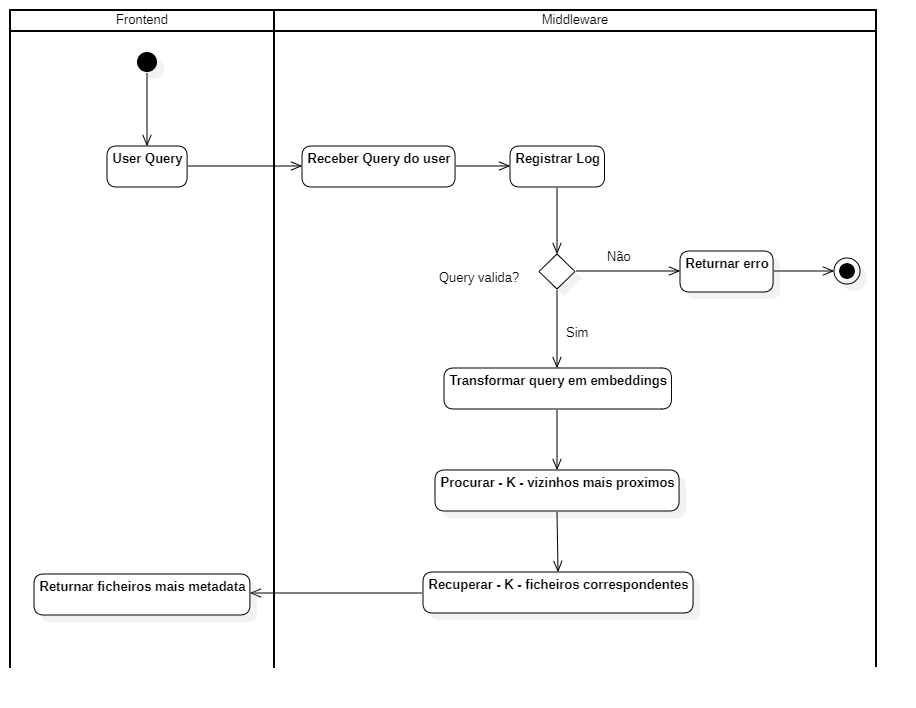 Frontend
Middleware
User Query
Receber Query do user
Registrar Log
Não
Returnar erro
Query valida?
Sim
Transformar query em embeddings
Procurar - K - vizinhos mais proximos
Returnar ficheiros mais metadata
Recuperar - K - ficheiros correspondentes